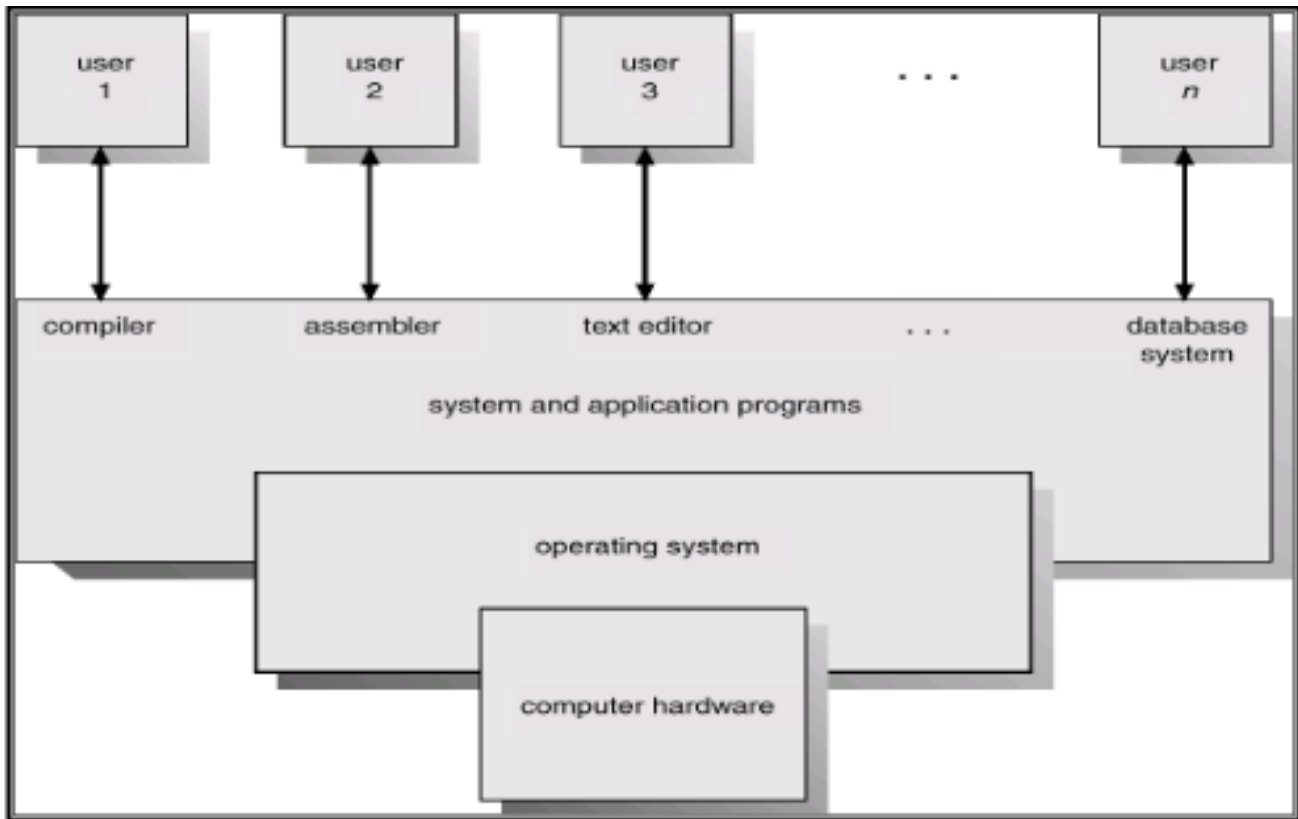 user
1
user
2
user
3
. . .
user
n
compiler
assembler
text editor
. . .
database
system
system and application programs
operating system
computer hardware